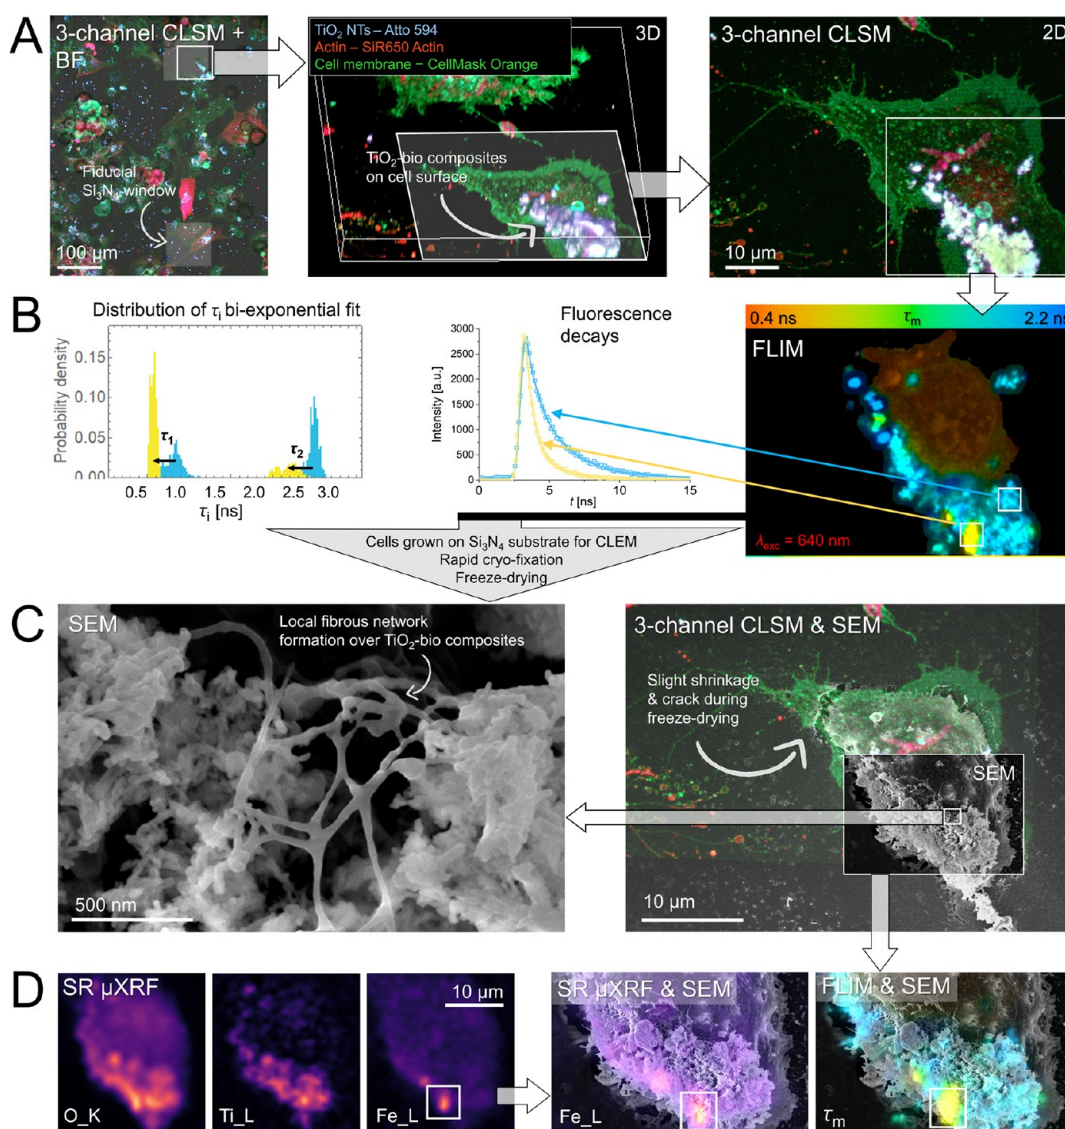 A
3-channel CLSM +
BF
Fiducial
Si₃N₄-window
100 μm
TiO₂ NTs – Atto 594
Actin – SiR650 Actin
Cell membrane – CellMask Orange
3D
TiO₂-bio composites
on cell surface
3-channel CLSM
2D
10 μm
B
Distribution of τᵢ bi-exponential fit
Probability density
0.15
0.10
0.05
0.00
τ₁
τ₂
0.5 1.0 1.5 2.0 2.5 3.0
τᵢ [ns]
Fluorescence
decays
Intensity [a.u.]
3000
2500
2000
1500
1000
500
0
0 5 10 15
t [ns]
0.4 ns τₘ 2.2 ns
FLIM
λₑₓc = 640 nm
Cells grown on Si₃N₄ substrate for CLEM
Rapid cryo-fixation
Freeze-drying
C
SEM
Local fibrous network
formation over TiO₂-bio composites
500 nm
3-channel CLSM & SEM
Slight shrinkage
& crack during
freeze-drying
SEM
10 μm
D
SR μXRF
O_K
Ti_L
10 μm
Fe_L
SR μXRF & SEM
Fe_L
FLIM & SEM
τₘ